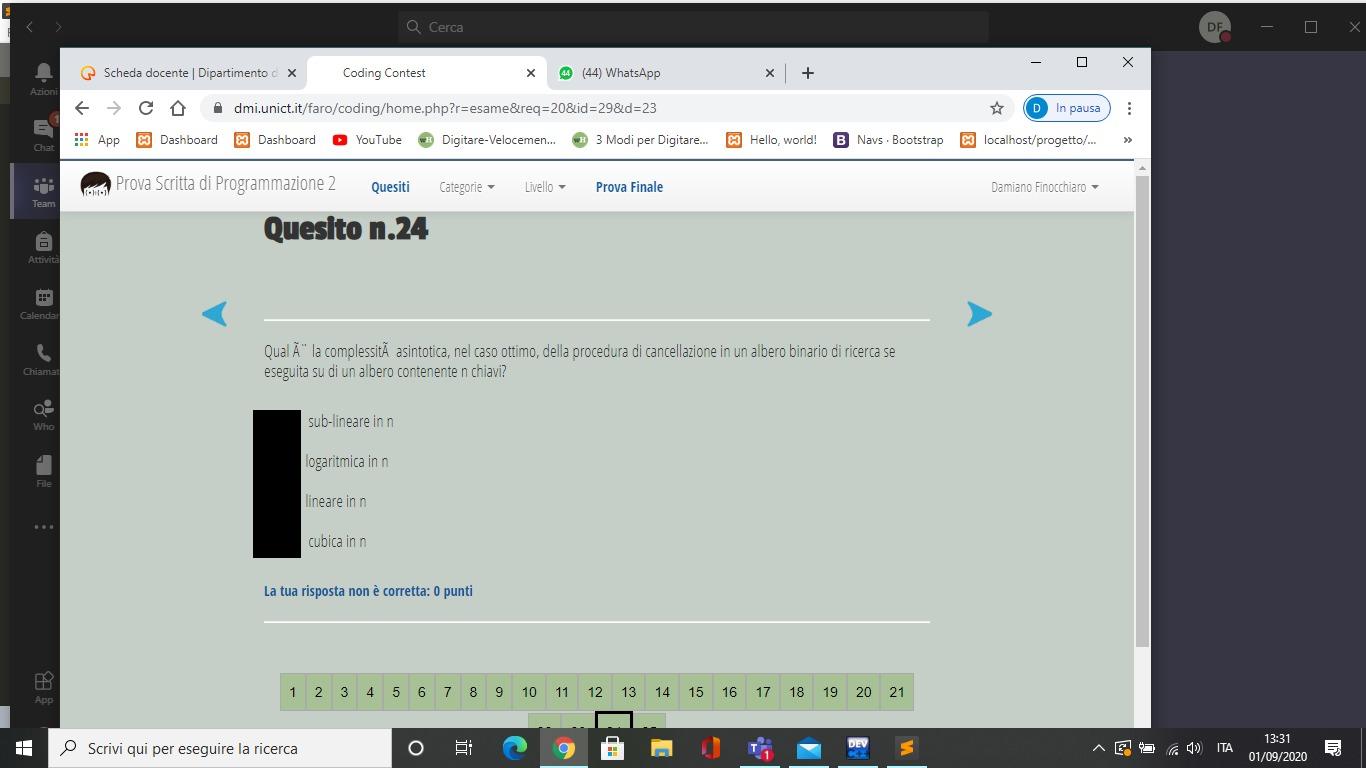 Cerca
DF
Scheda docente | Dipartimento d
Coding Contest
44
(44) WhatsApp
dmi.unict.it/faro/coding/home.php?r=esame&req=20&id=29&d=23
D
In pausa
App
Dashboard
Dashboard
YouTube
Digitare-Velocemen...
3 Modi per Digitare...
Hello, world!
B
Navs · Bootstrap
localhost/progetto/...
»
Azioni
1
Chat
Team
Attività
Calendar
Chiamat
Who
File
App
Prova Scritta di Programmazione 2
Quesiti
Categorie
Livello
Prova Finale
Damiano Finocchiaro
Quesito n.24
Qual Ã¨ la complessitÃ  asintotica, nel caso ottimo, della procedura di cancellazione in un albero binario di ricerca se
eseguita su di un albero contenente n chiavi?
sub-lineare in n
logaritmica in n
lineare in n
cubica in n
La tua risposta non è corretta: 0 punti
1 2 3 4 5 6 7 8 9 10 11 12 13 14 15 16 17 18 19 20 21
Scrivi qui per eseguire la ricerca
1
DEV
ITA
13:31
01/09/2020